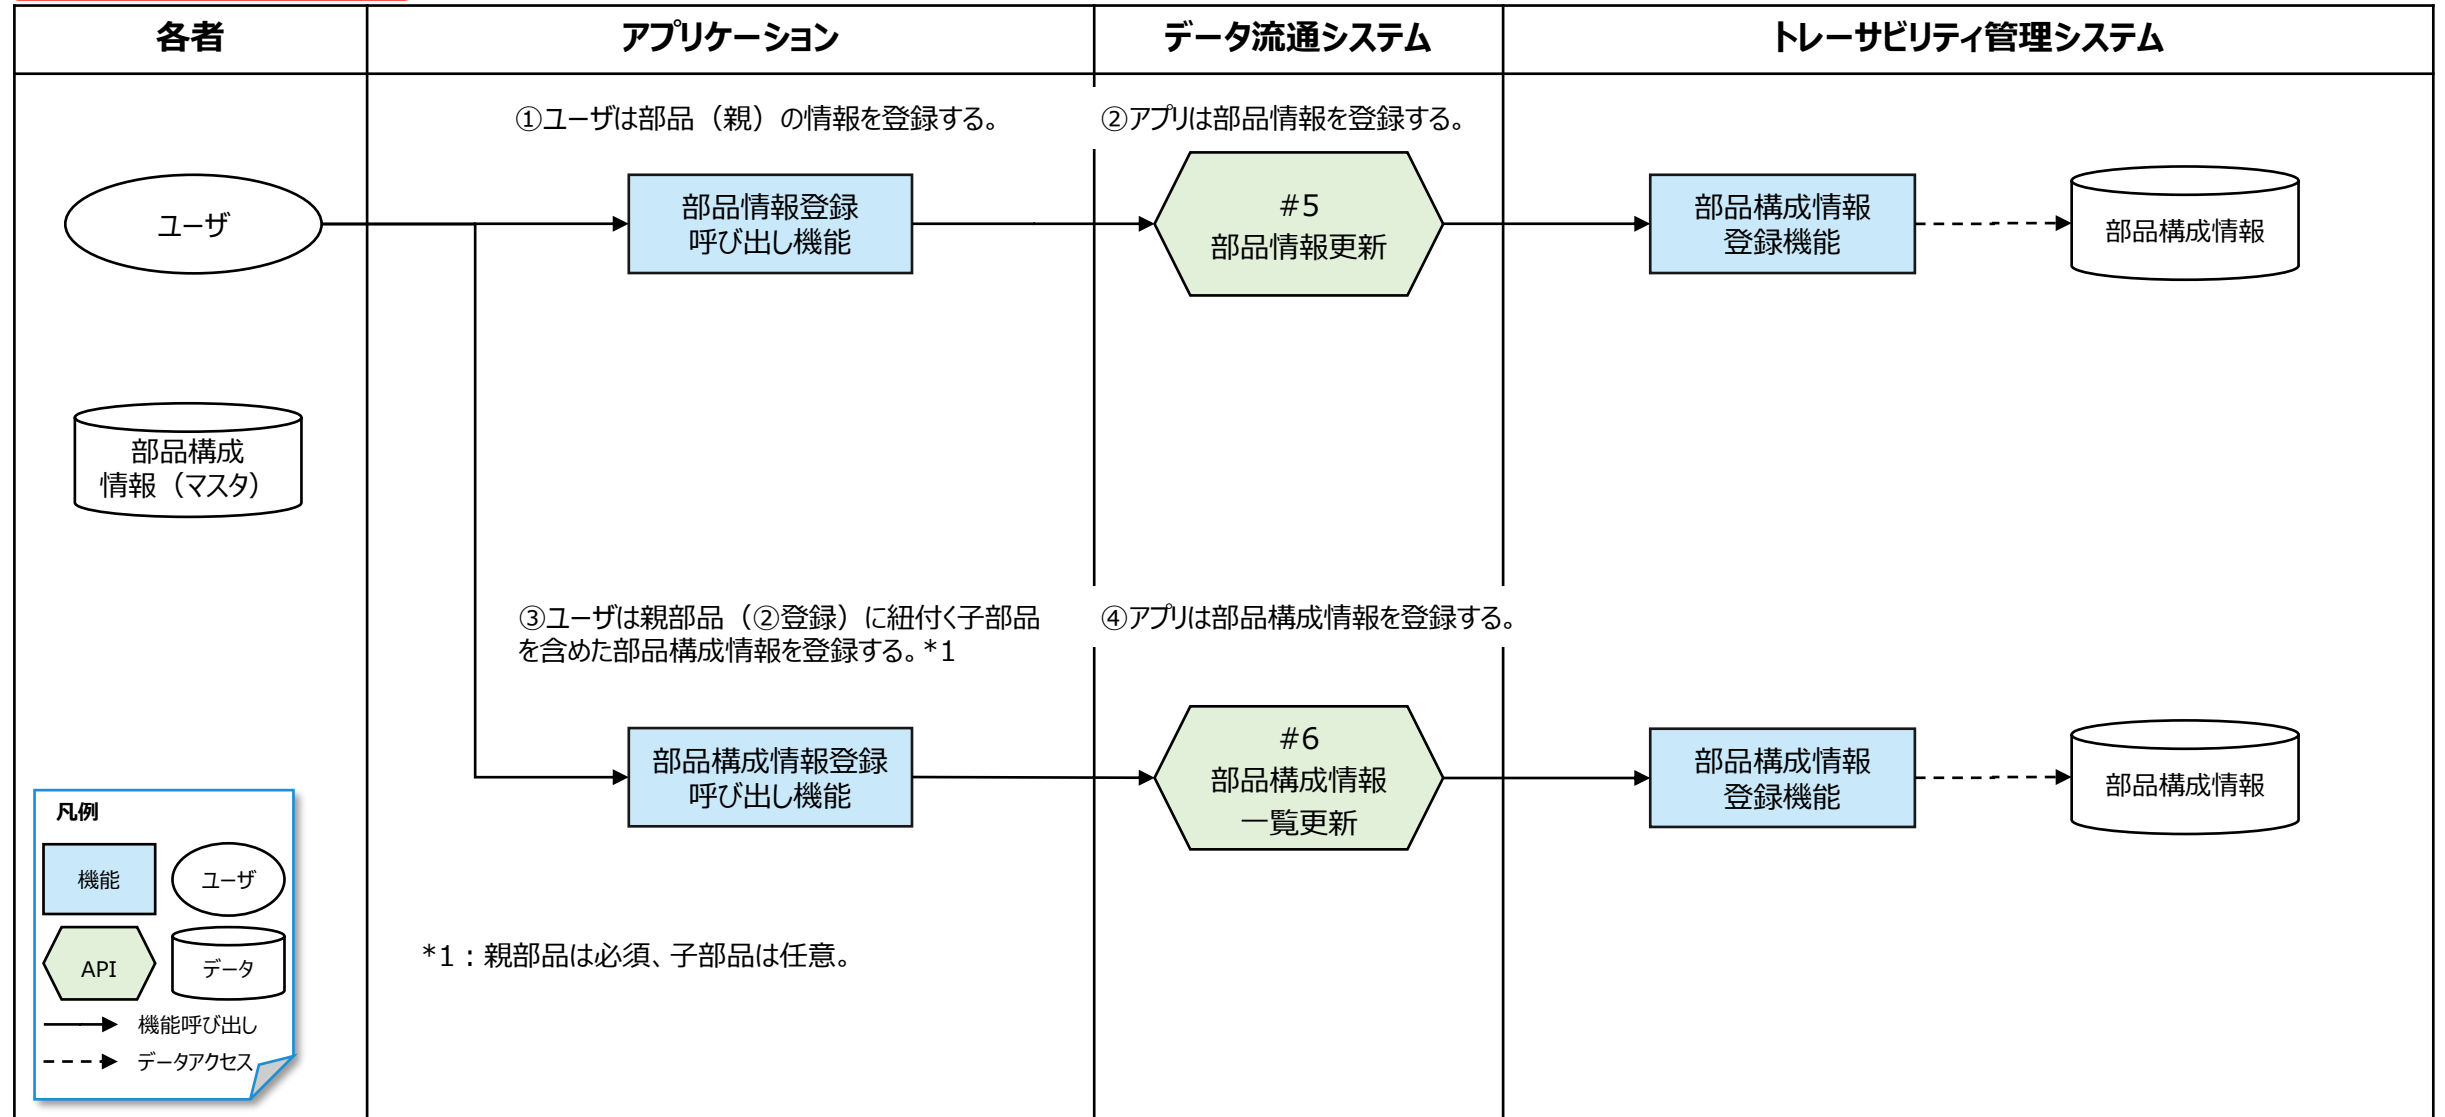 各者
アプリケーション
データ流通システム
トレーサビリティ管理システム
①ユーザは部品（親）の情報を登録する。
②アプリは部品情報を登録する。
ユーザ
部品情報登録
呼び出し機能
#5
部品情報更新
部品構成情報
登録機能
部品構成情報
部品構成
情報（マスタ）
③ユーザは親部品（②登録）に紐付く子部品
を含めた部品構成情報を登録する。*1
④アプリは部品構成情報を登録する。
部品構成情報登録
呼び出し機能
#6
部品構成情報
一覧更新
部品構成情報
登録機能
部品構成情報
凡例
機能
ユーザ
API
データ
機能呼び出し
データアクセス
*1：親部品は必須、子部品は任意。